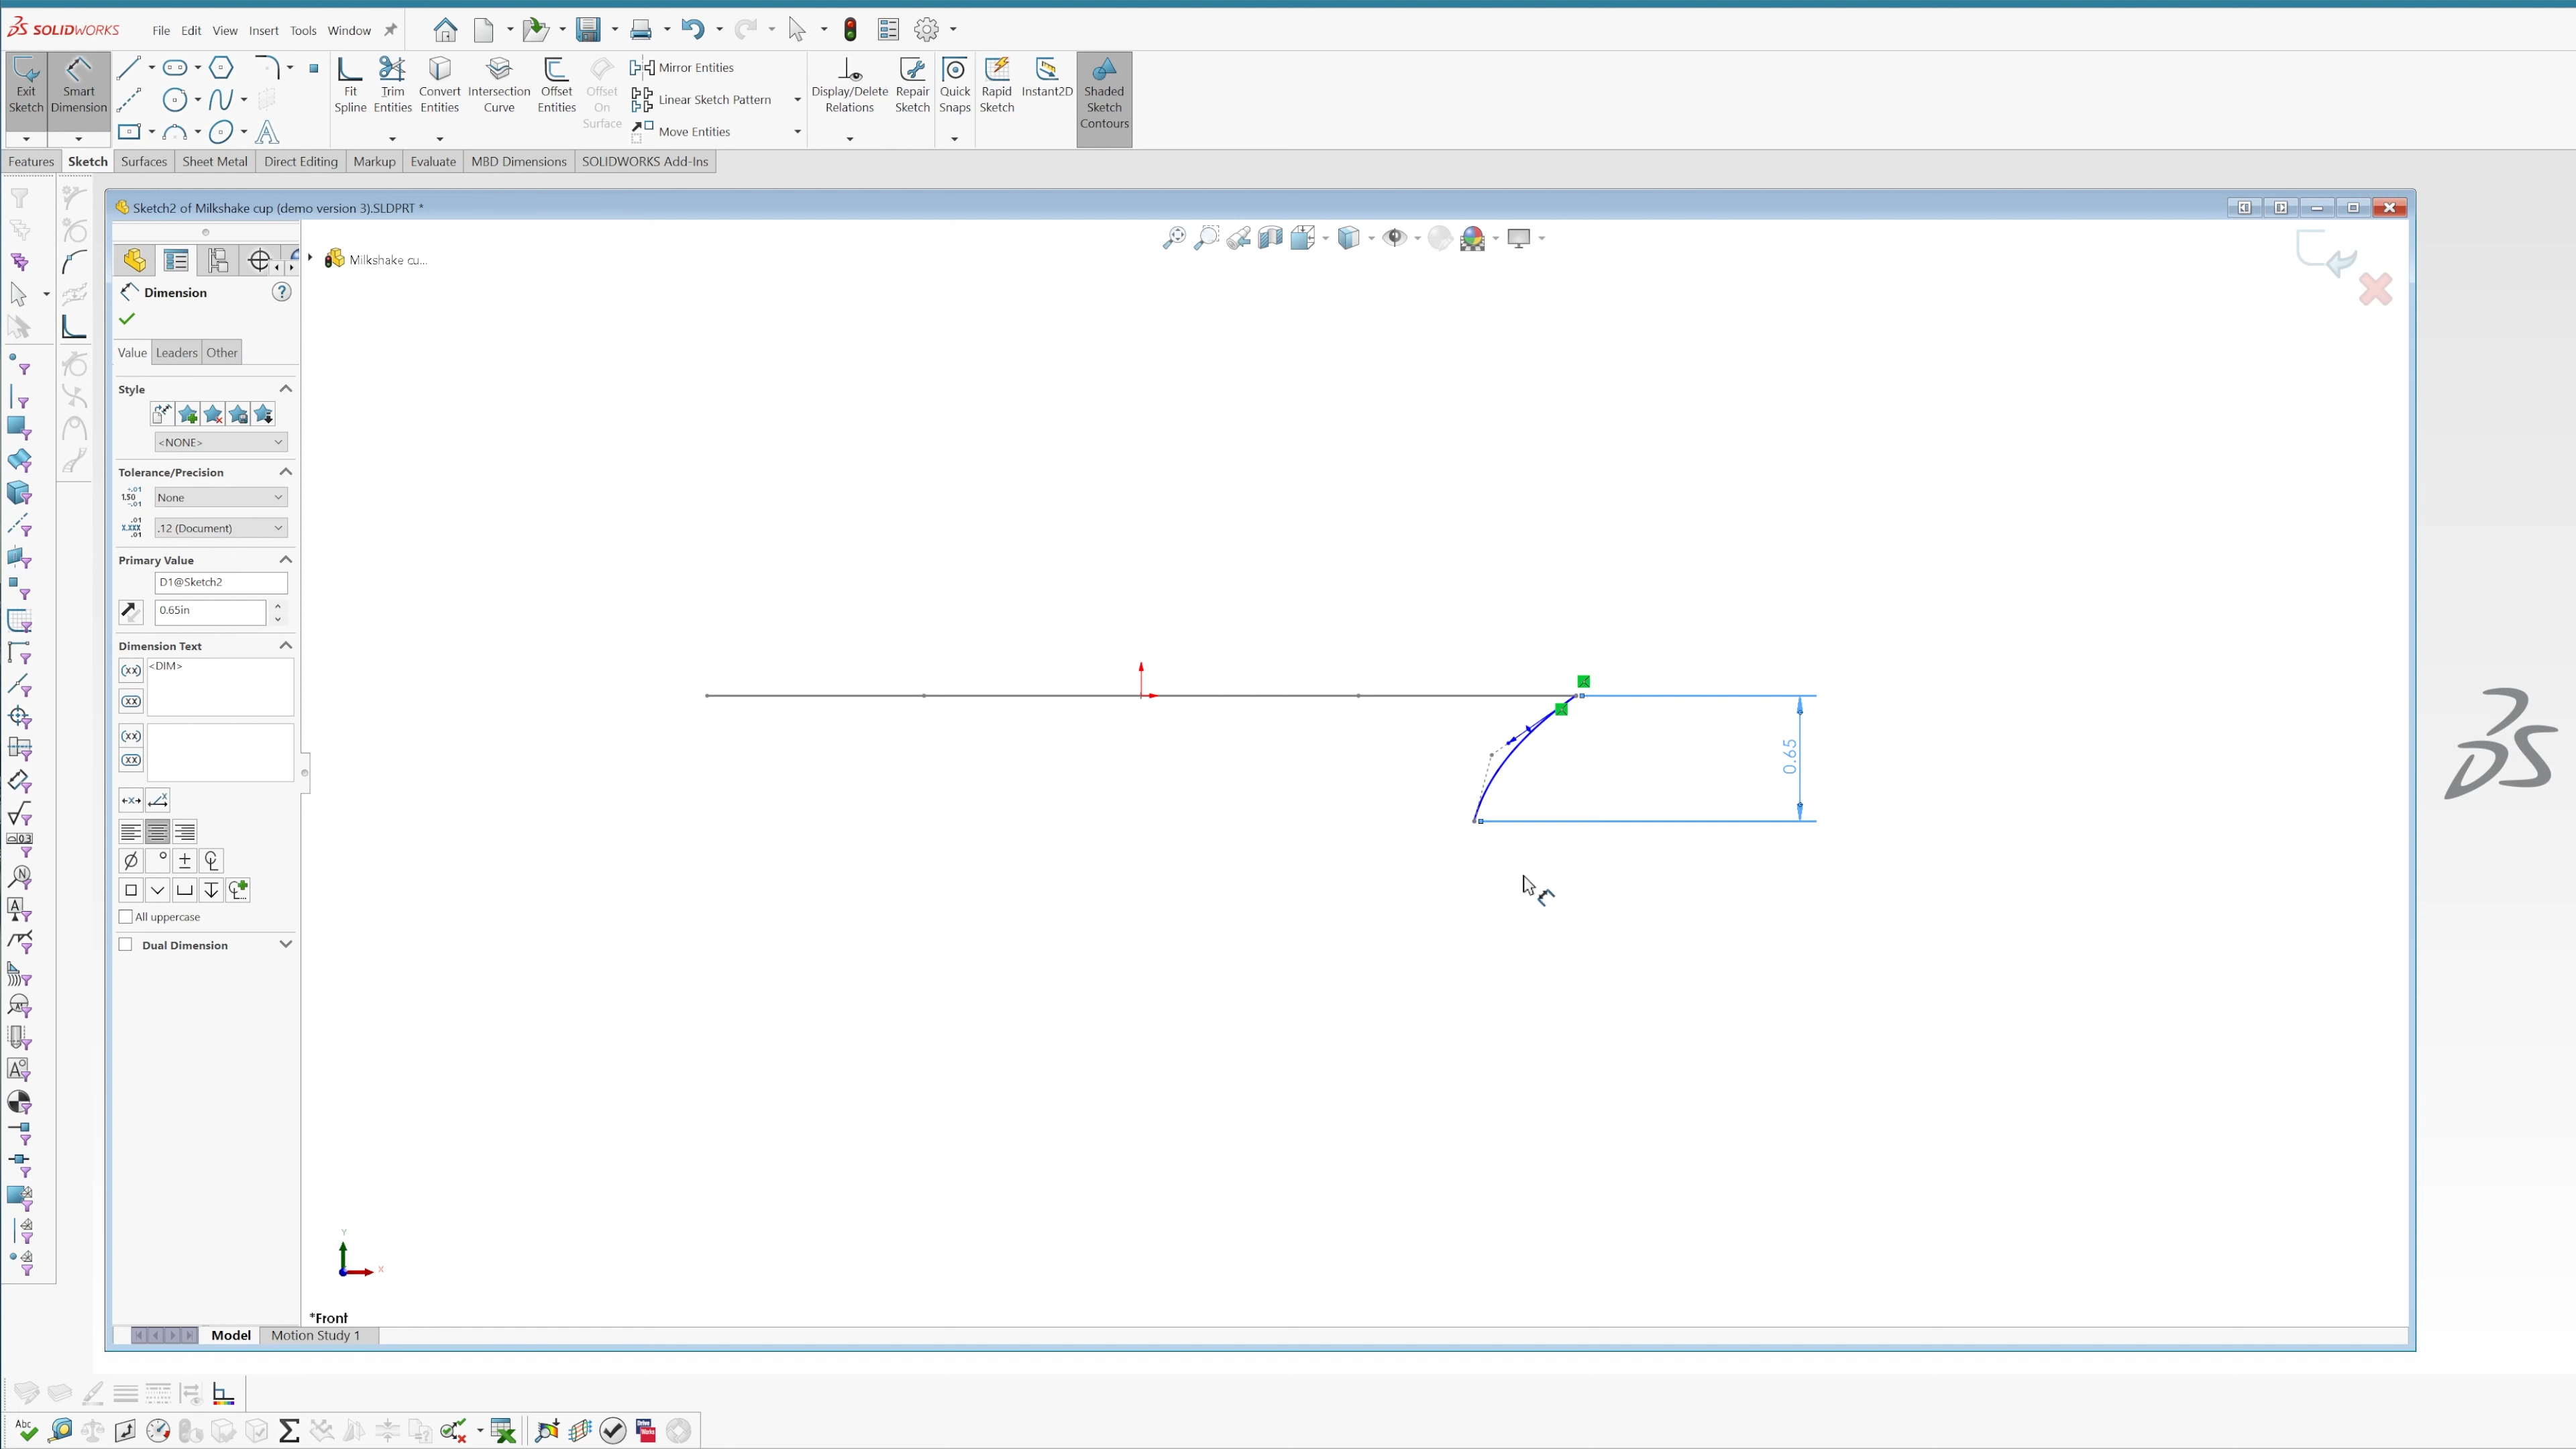 SOLIDWORKS File Edit View Insert Tools Window
Exit Sketch
Smart Dimension
Fit Spline
Trim Entities
Convert Entities
Intersection Curve
Offset Entities
Offset On Surface
Mirror Entities
Linear Sketch Pattern
Move Entities
Display/Delete Relations
Repair Sketch
Quick Snaps
Rapid Sketch
Instant2D
Shaded Sketch Contours
Features Sketch Surfaces Sheet Metal Direct Editing Markup Evaluate MBD Dimensions SOLIDWORKS Add-Ins
Sketch2 of Milkshake cup (demo version 3).SLDPRT *
Milkshake cu...
Dimension
Value Leaders Other
Style
<NONE>
Tolerance/Precision
None
.12 (Document)
Primary Value
D1@Sketch2
0.65in
Dimension Text
<DIM>
All uppercase
Dual Dimension
0.65
Y
X
*Front
Model Motion Study 1